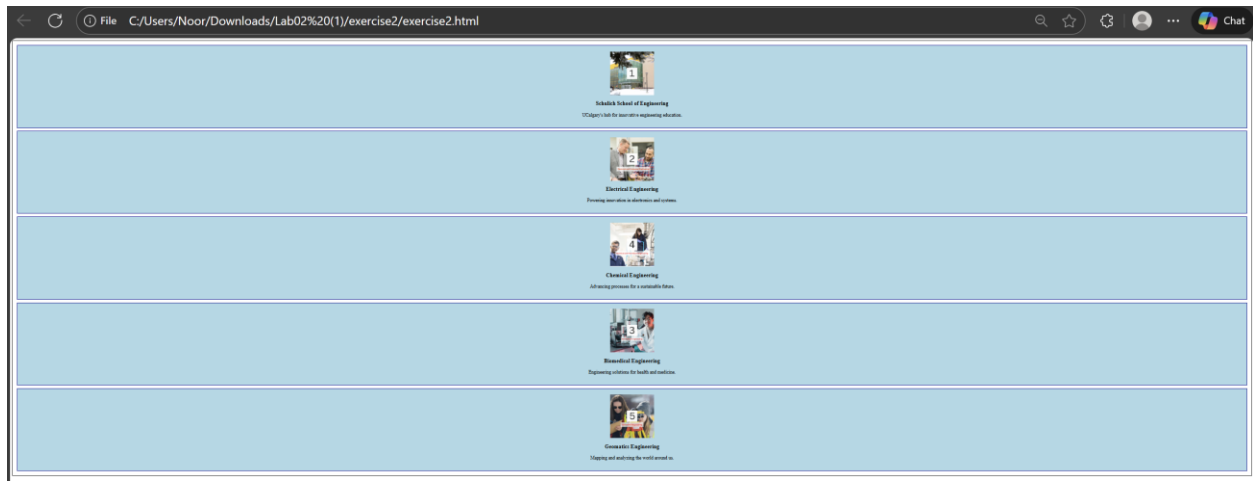 File C:/Users/Noor/Downloads/Lab02%20(1)/exercise2/exercise2.html
Chat
1
Schulich School of Engineering
UCalgary's hub for innovative engineering education.
2
Electrical Engineering
Powering innovation in electronics and systems.
4
Chemical Engineering
Advancing processes for a sustainable future.
3
Biomedical Engineering
Engineering solutions for health and medicine.
5
Geomatics Engineering
Mapping and analyzing the world around us.